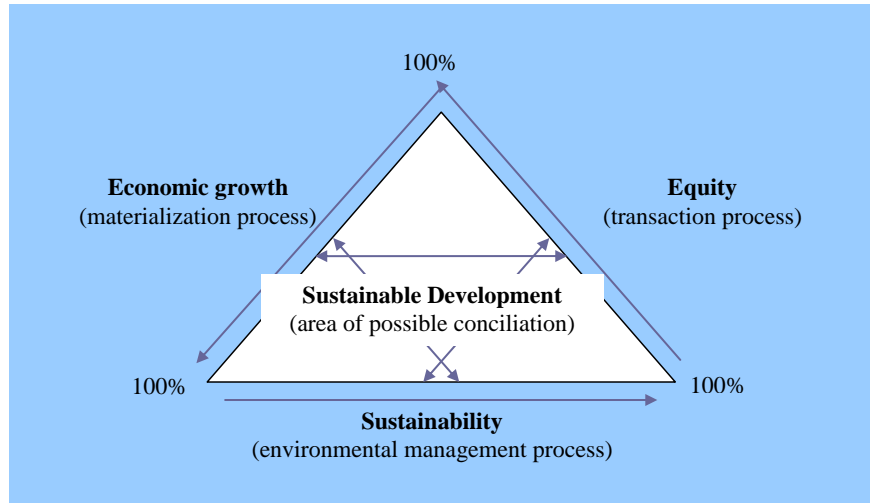 100%
Economic growth
(materialization process)
Equity
(transaction process)
Sustainable Development
(area of possible conciliation)
100%
100%
Sustainability
(environmental management process)